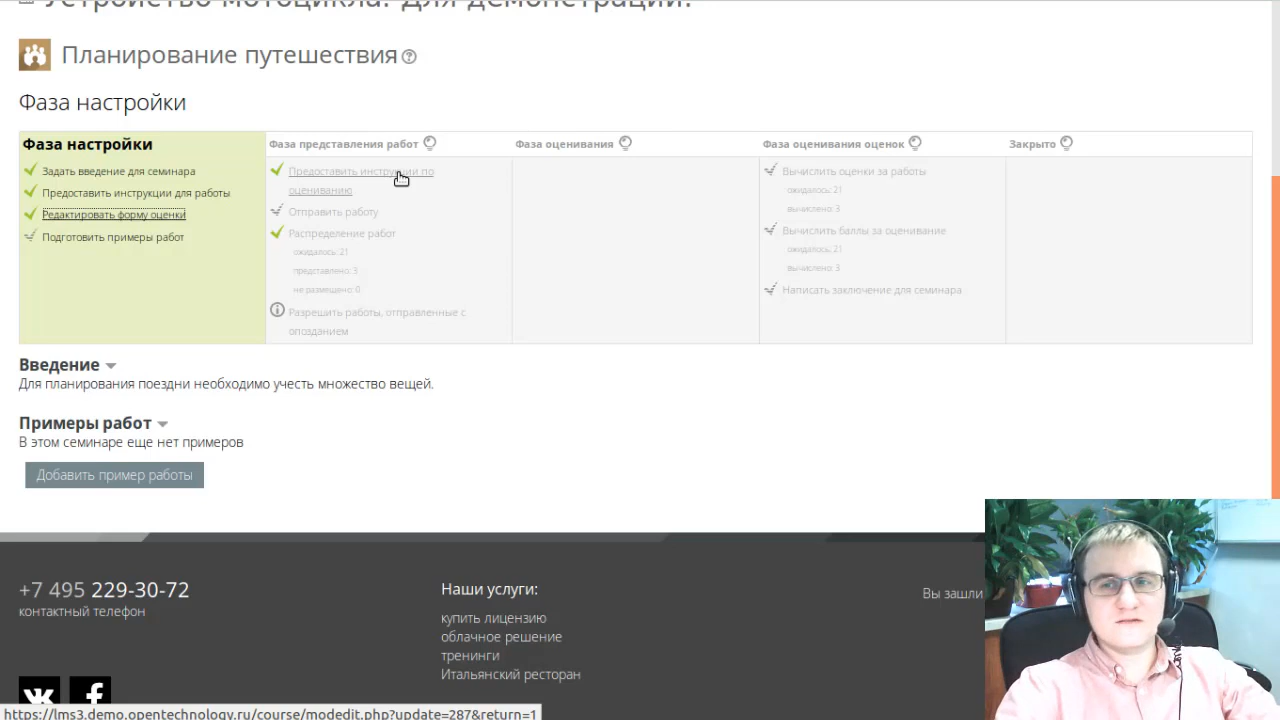 Устройство мотоцикла. Для демонстрации.
Планирование путешествия
Фаза настройки
Фаза настройки
Задать введение для семинара
Предоставить инструкции для работы
Редактировать форму оценки
Подготовить примеры работ
Фаза представления работ
Предоставить инструкции по
оцениванию
Отправить работу
Распределение работ
ожидалось: 21
представлено: 3
не размещено: 0
Разрешить работы, отправленные с
опозданием
Фаза оценивания
Фаза оценивания оценок
Вычислить оценки за работы
ожидалось: 21
вычислено: 3
Вычислить баллы за оценивание
ожидалось: 21
вычислено: 3
Написать заключение для семинара
Закрыто
Введение
Для планирования поездни необходимо учесть множество вещей.
Примеры работ
В этом семинаре еще нет примеров
Добавить пример работы
+7 495 229-30-72
контактный телефон
Наши услуги:
купить лицензию
облачное решение
тренинги
Итальянский ресторан
Вы зашли
https://lms3.demo.opentechnology.ru/course/modedit.php?update=287&return=1